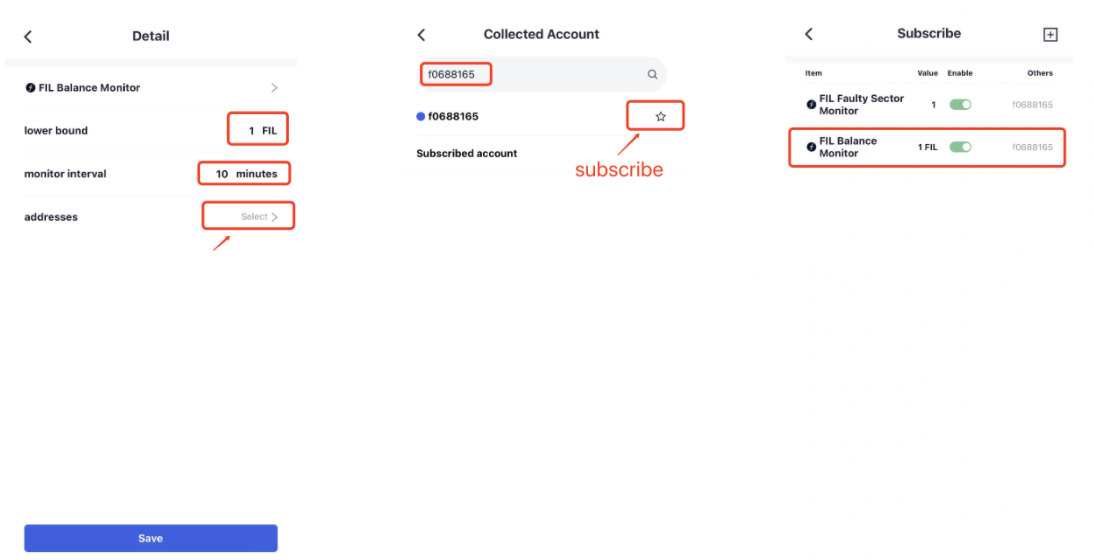 Detail
FIL Balance Monitor
lower bound
1 FIL
monitor interval
10 minutes
addresses
Select
Save
Collected Account
f0688165
f0688165
Subscribed account
subscribe
Subscribe
Item Value Enable Others
FIL Faulty Sector
Monitor
1
f0688165
FIL Balance
Monitor
1 FIL
f0688165